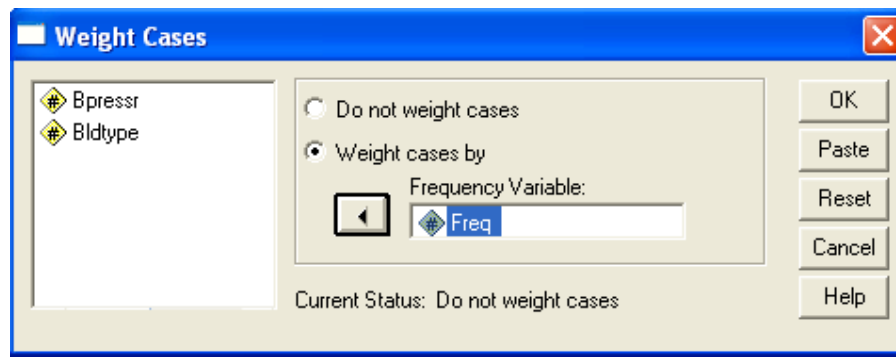 Weight Cases
Bpressr
Bldtype
Do not weight cases
Weight cases by
Frequency Variable:
Freq
Current Status: Do not weight cases
OK
Paste
Reset
Cancel
Help